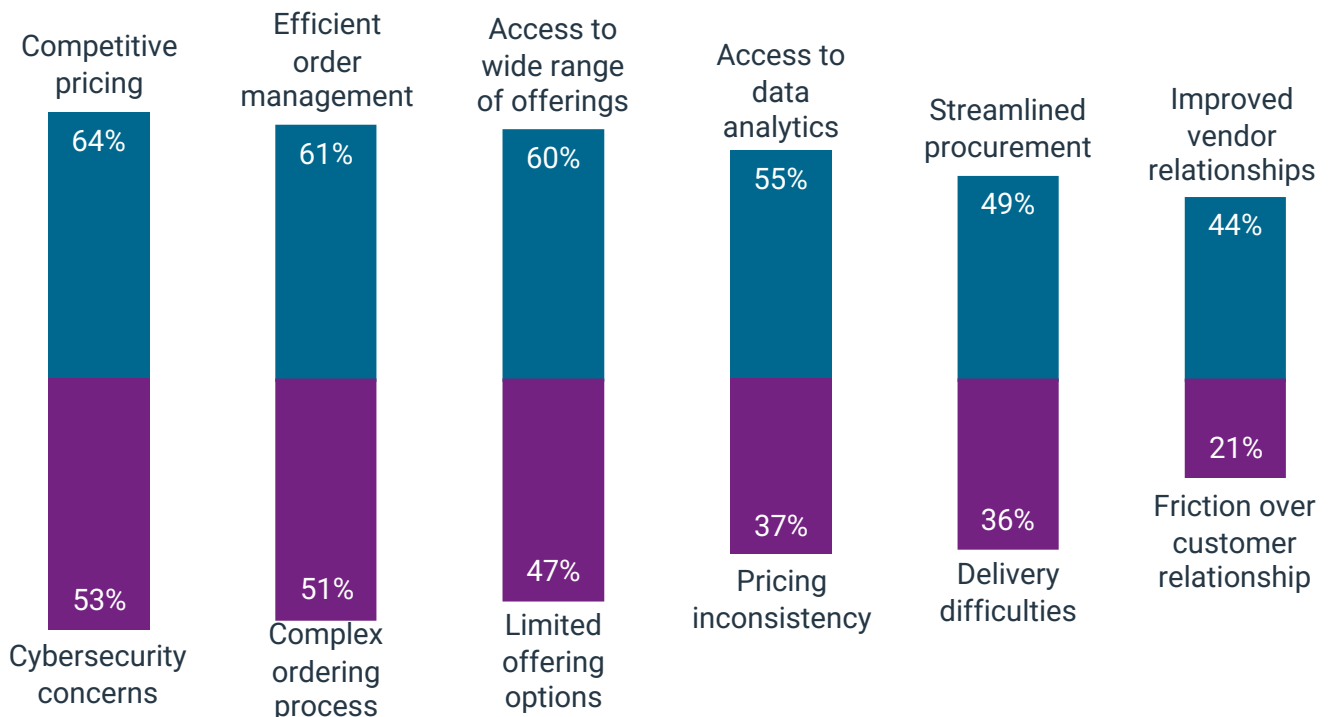 Competitive
pricing
64%
53%
Cybersecurity
concerns
Efficient
order
management
61%
51%
Complex
ordering
process
Access to
wide range
of offerings
60%
47%
Limited
offering
options
Access to
data
analytics
55%
37%
Pricing
inconsistency
Streamlined
procurement
49%
36%
Delivery
difficulties
Improved
vendor
relationships
44%
21%
Friction over
customer
relationship